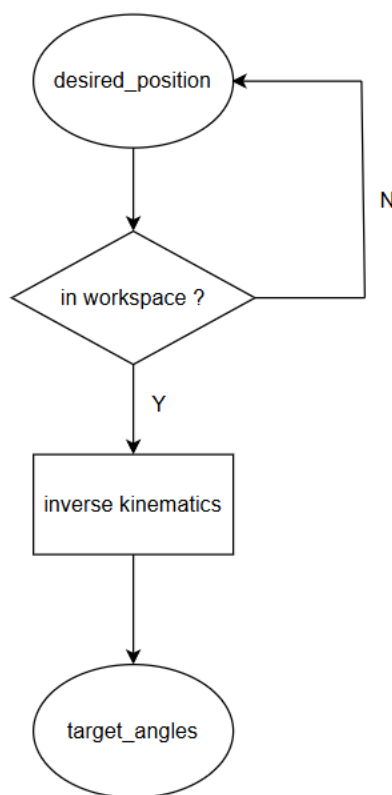 desired_position
N
in workspace ?
Y
inverse kinematics
target_angles